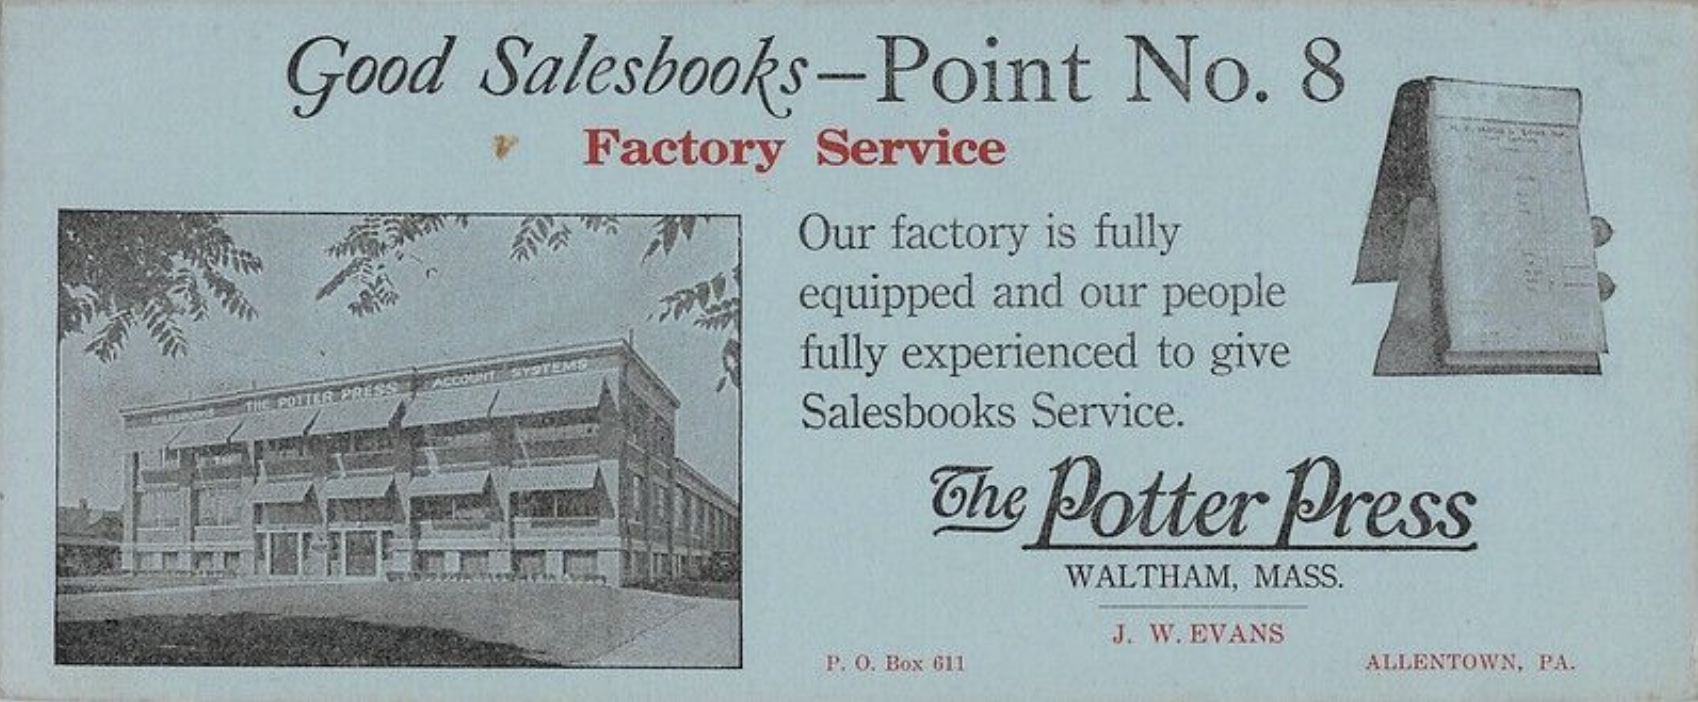 Good Salesbooks—Point No. 8
Factory Service
Our factory is fully
equipped and our people
fully experienced to give
Salesbooks Service.
SALESBOOKS THE POTTER PRESS ACCOUNT SYSTEMS
The Potter Press
WALTHAM, MASS.
J. W. EVANS
P. O. Box 611
ALLENTOWN, PA.